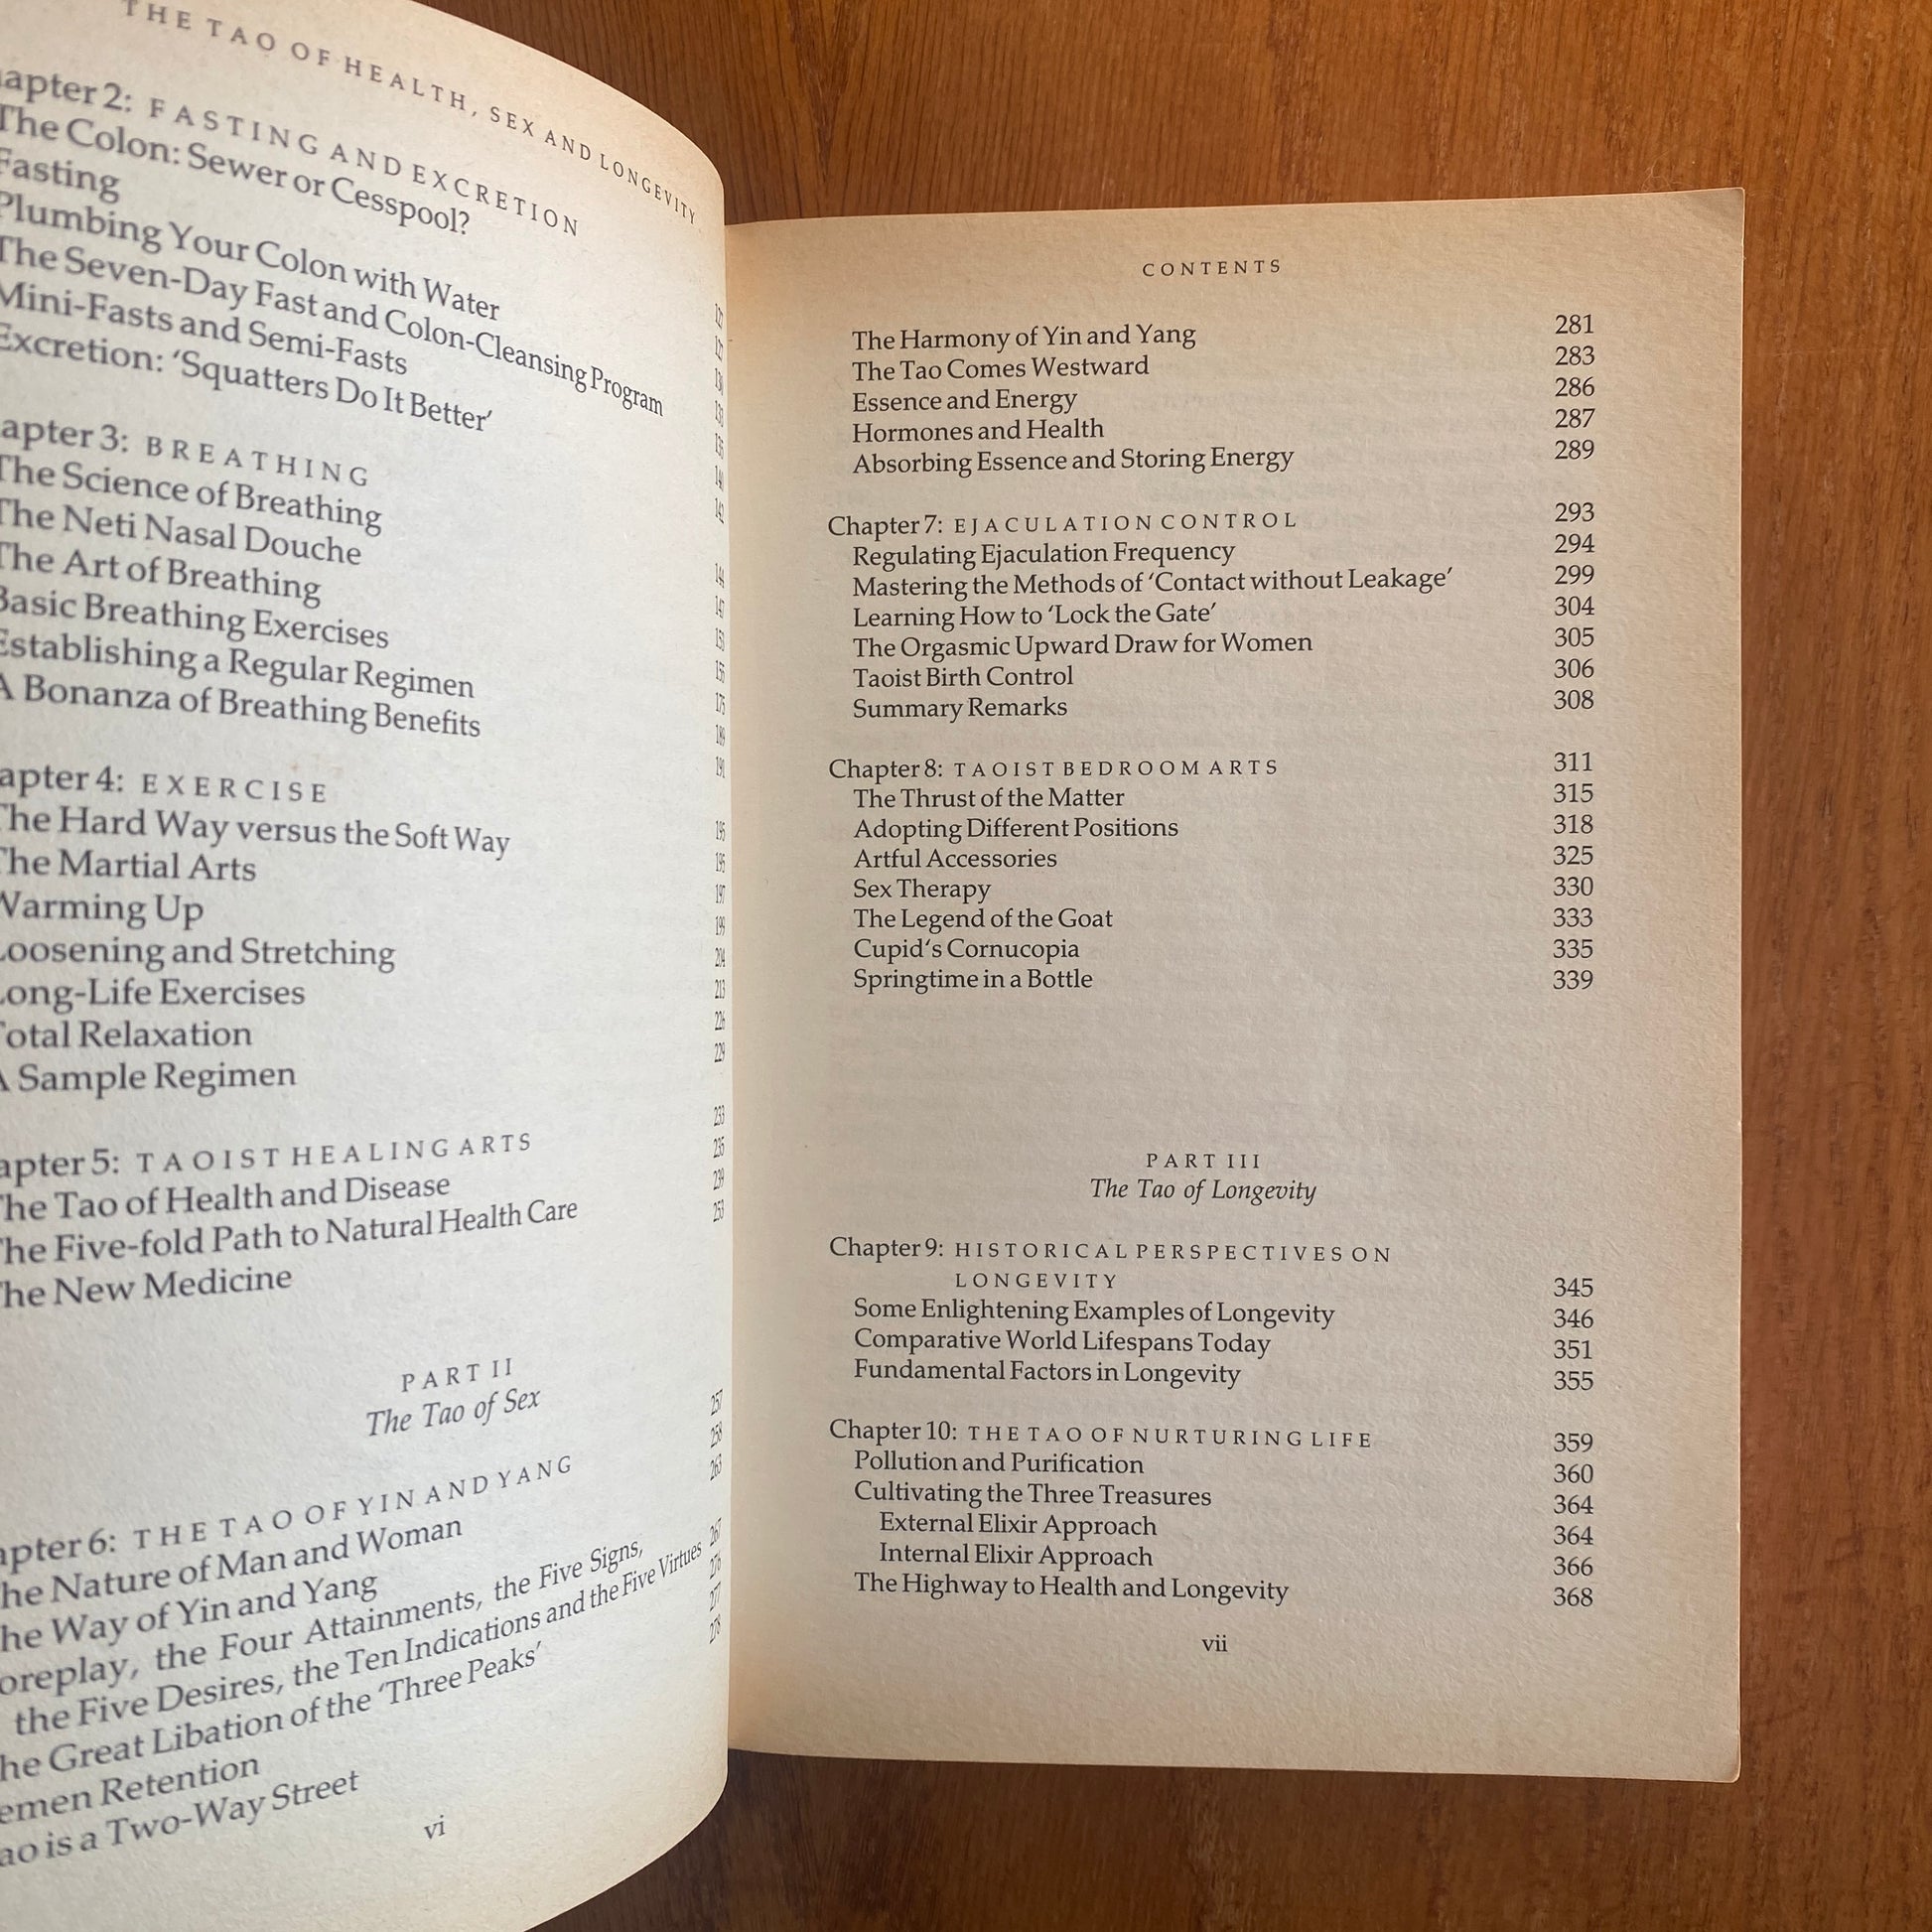 THE TAO OF HEALTH, SEX AND LONGEVITY
apter 2: FASTING AND EXCRETION
The Colon: Sewer or Cesspool?
Fasting
Plumbing Your Colon with Water
The Seven-Day Fast and Colon-Cleansing Program
Mini-Fasts and Semi-Fasts
Excretion: ‘Squatters Do It Better’
apter 3: BREATHING
The Science of Breathing
The Neti Nasal Douche
The Art of Breathing
Basic Breathing Exercises
Establishing a Regular Regimen
A Bonanza of Breathing Benefits
apter 4: EXERCISE
The Hard Way versus the Soft Way
The Martial Arts
Warming Up
Loosening and Stretching
Long-Life Exercises
Total Relaxation
A Sample Regimen
apter 5: TAOIST HEALING ARTS
The Tao of Health and Disease
The Five-fold Path to Natural Health Care
The New Medicine
PART II
The Tao of Sex
apter 6: THE TAO OF YIN AND YANG
he Nature of Man and Woman
he Way of Yin and Yang
oreplay, the Four Attainments, the Five Signs,
the Five Desires, the Ten Indications and the Five Virtues
he Great Libation of the ‘Three Peaks’
emen Retention
ao is a Two-Way Street
vi
CONTENTS
The Harmony of Yin and Yang 281
The Tao Comes Westward 283
Essence and Energy 286
Hormones and Health 287
Absorbing Essence and Storing Energy 289
Chapter 7: EJACULATION CONTROL 293
Regulating Ejaculation Frequency 294
Mastering the Methods of ‘Contact without Leakage’ 299
Learning How to ‘Lock the Gate’ 304
The Orgasmic Upward Draw for Women 305
Taoist Birth Control 306
Summary Remarks 308
Chapter 8: TAOIST BEDROOM ARTS 311
The Thrust of the Matter 315
Adopting Different Positions 318
Artful Accessories 325
Sex Therapy 330
The Legend of the Goat 333
Cupid‘s Cornucopia 335
Springtime in a Bottle 339
PART III
The Tao of Longevity
Chapter 9: HISTORICAL PERSPECTIVES ON
LONGEVITY 345
Some Enlightening Examples of Longevity 346
Comparative World Lifespans Today 351
Fundamental Factors in Longevity 355
Chapter 10: THE TAO OF NURTURING LIFE 359
Pollution and Purification 360
Cultivating the Three Treasures 364
External Elixir Approach 364
Internal Elixir Approach 366
The Highway to Health and Longevity 368
vii